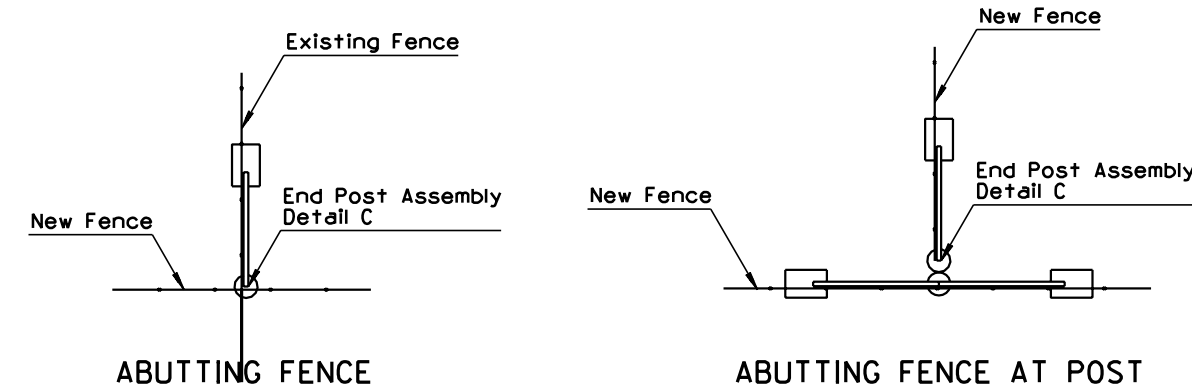 Existing Fence
End Post Assembly
Detail C
New Fence
ABUTTING FENCE
New Fence
End Post Assembly
Detail C
New Fence
ABUTTING FENCE AT POST